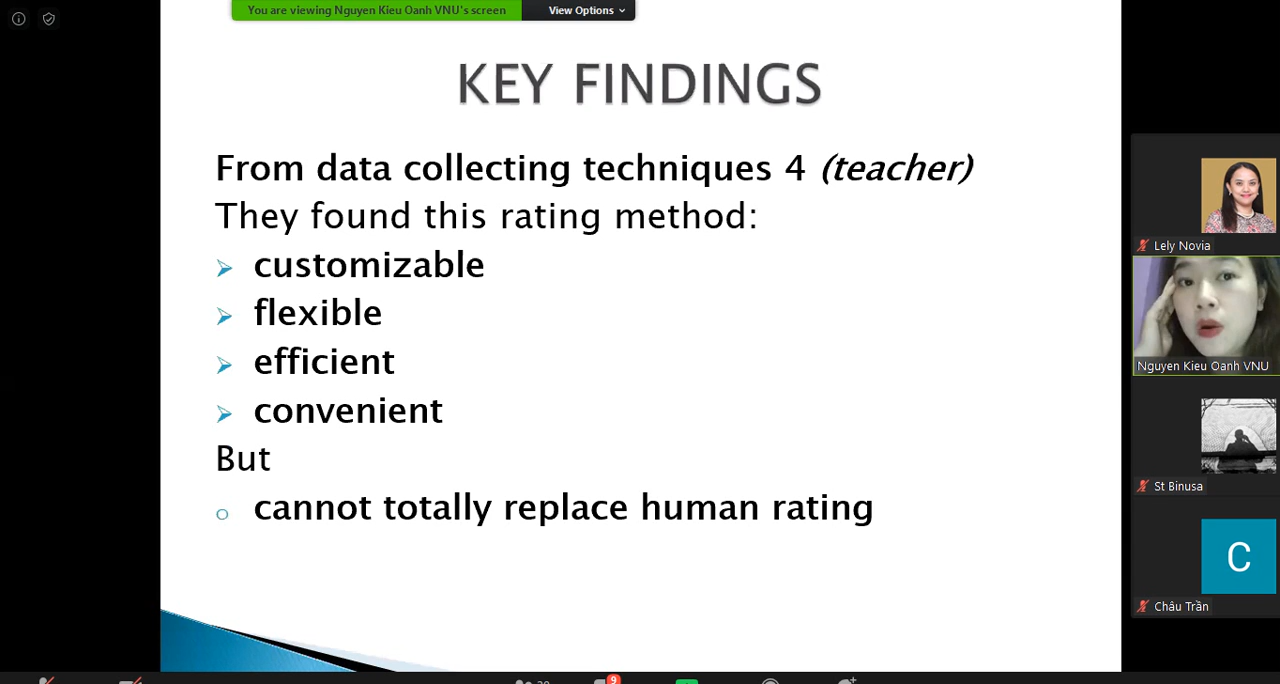 You are viewing Nguyen Kieu Oanh VNU's screen
View Options
KEY FINDINGS
From data collecting techniques 4 (teacher)
They found this rating method:
customizable
flexible
efficient
convenient
But
cannot totally replace human rating
Lely Novia
Nguyen Kieu Oanh VNU
St Binusa
C
Châu Trần
9